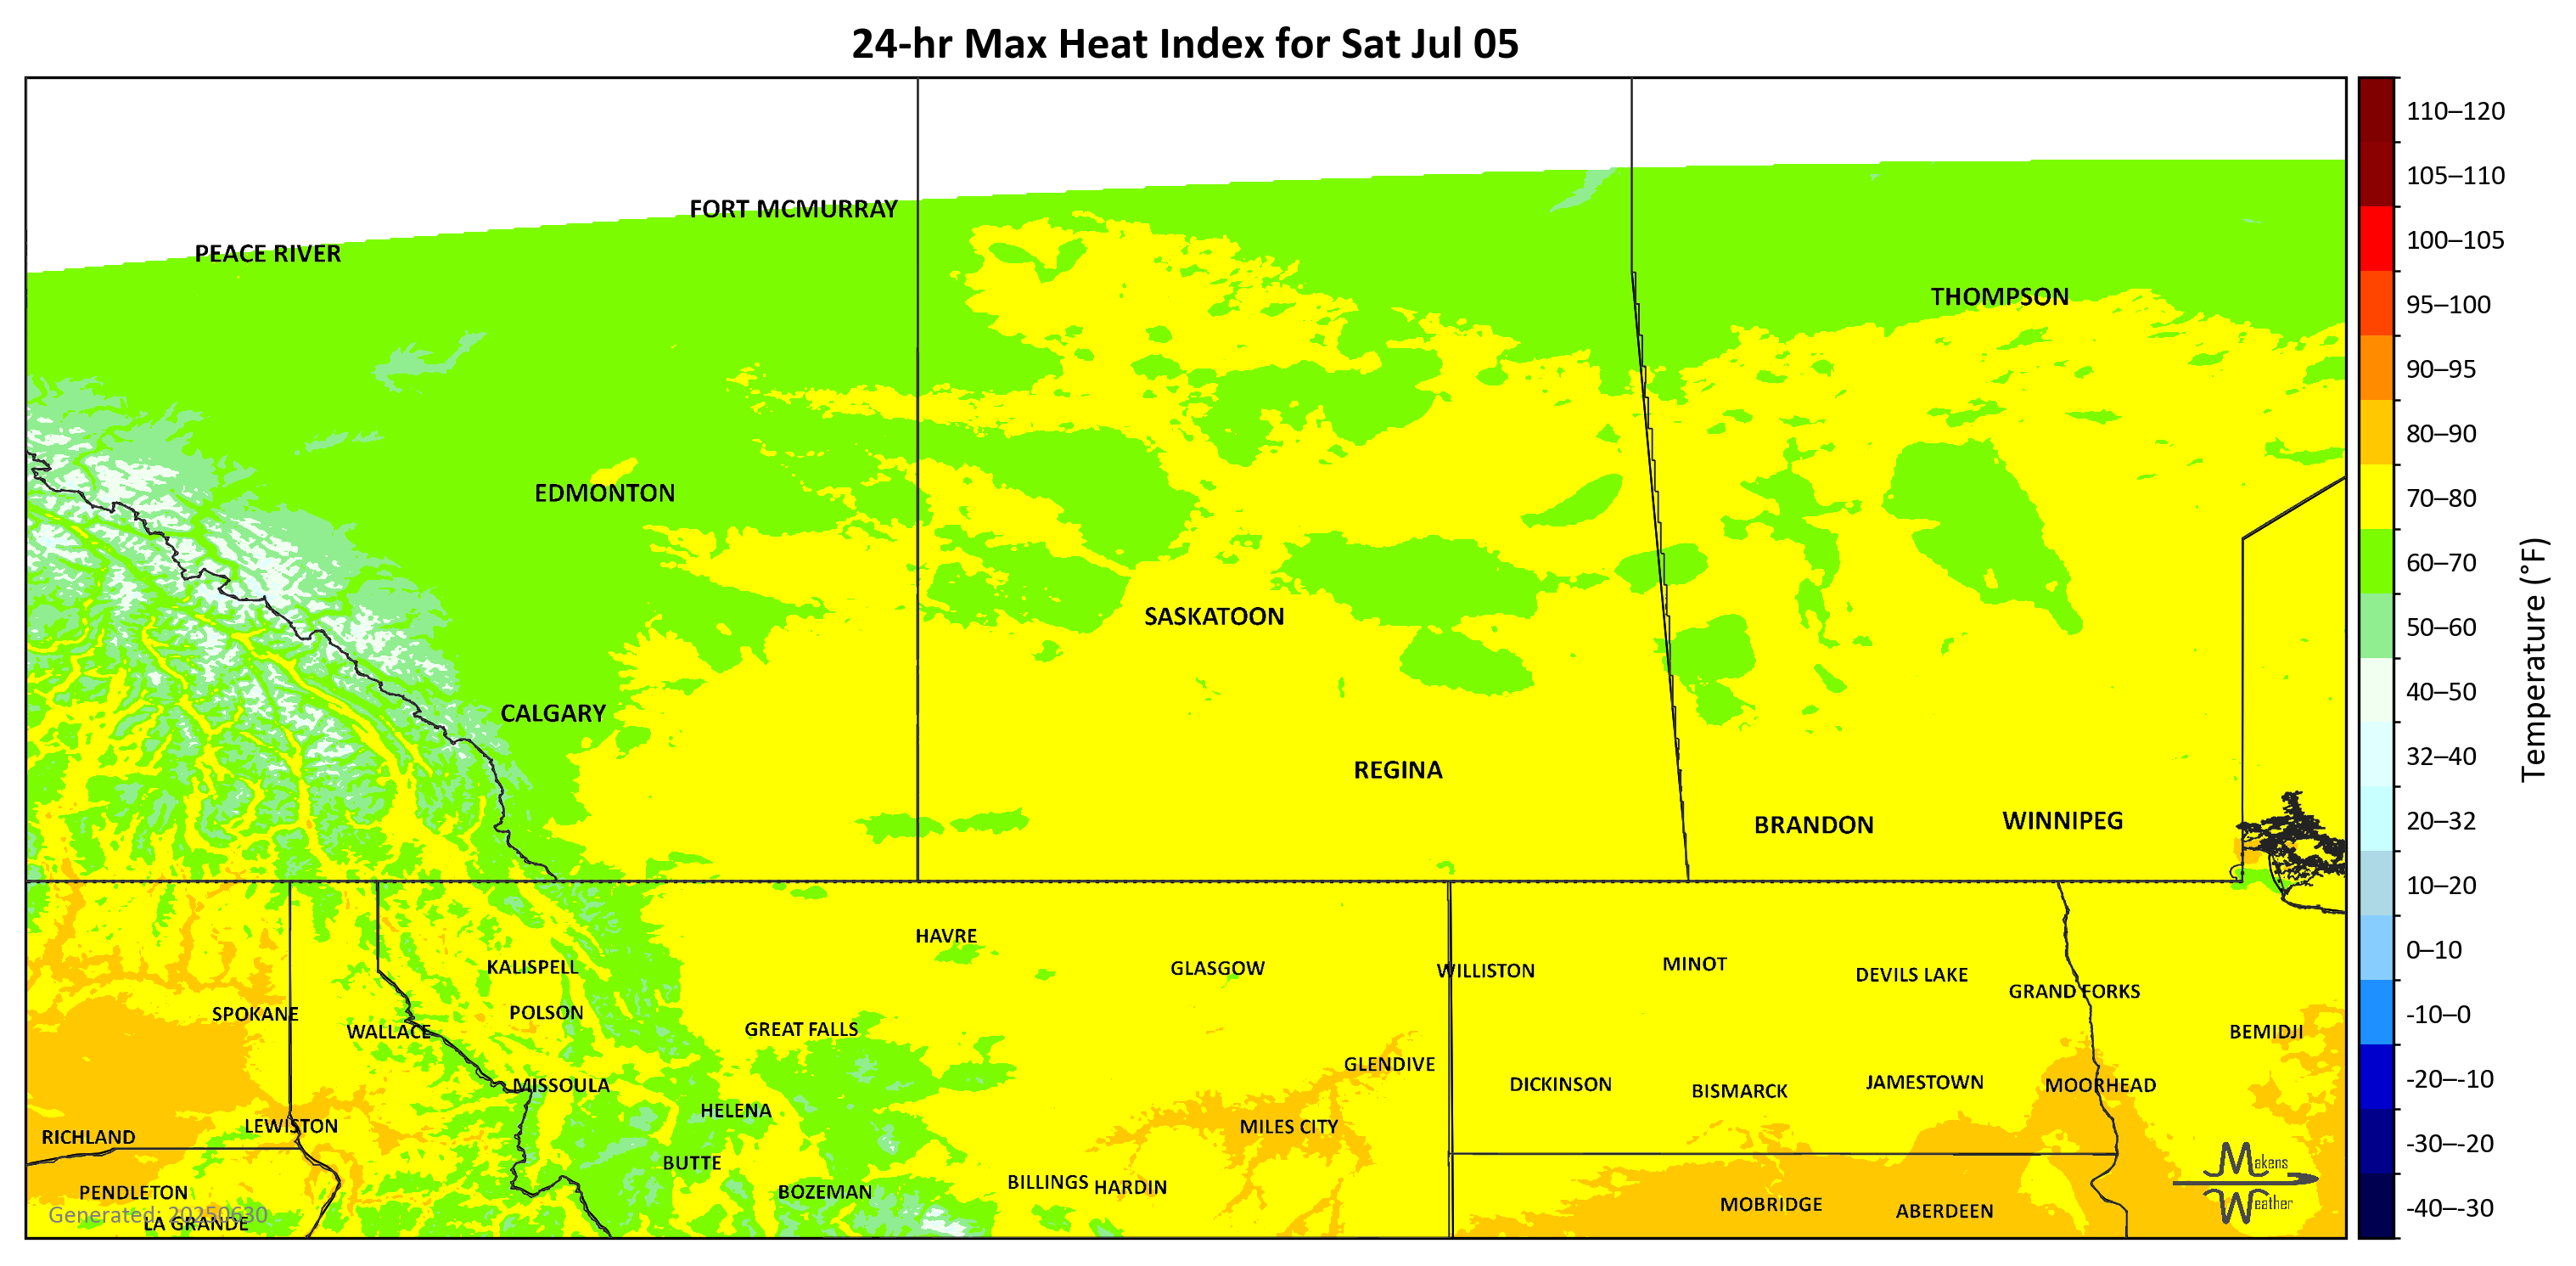 24-hr Max Heat Index for Sat Jul 05
110–120
105–110
FORT MCMURRAY
100–105
PEACE RIVER
THOMPSON
95–100
90–95
80–90
EDMONTON
70–80
60–70
SASKATOON
50–60
Temperature (°F)
40–50
CALGARY
32–40
REGINA
BRANDON
WINNIPEG
20–32
10–20
HAVRE
0–10
KALISPELL
GLASGOW
WILLISTON
MINOT
DEVILS LAKE
GRAND FORKS
SPOKANE
POLSON
-10–0
WALLACE
GREAT FALLS
BEMIDJI
GLENDIVE
-20–-10
MISSOULA
DICKINSON
BISMARCK
JAMESTOWN
MOORHEAD
HELENA
LEWISTON
MILES CITY
RICHLAND
-30–-20
BUTTE
Makens
Weather
PENDLETON
BOZEMAN
BILLINGS
HARDIN
MOBRIDGE
ABERDEEN
-40–-30
Generated: 20250630
LA GRANDE